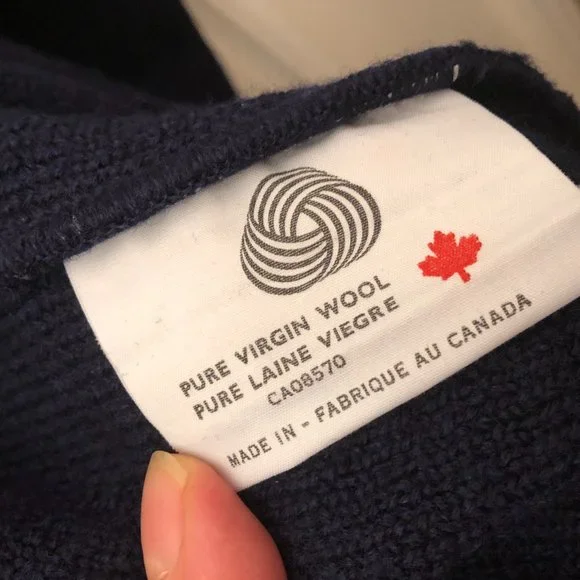 PURE VIRGIN WOOL
PURE LAINE VIEGRE
CA08570
MADE IN - FABRIQUE AU CANADA